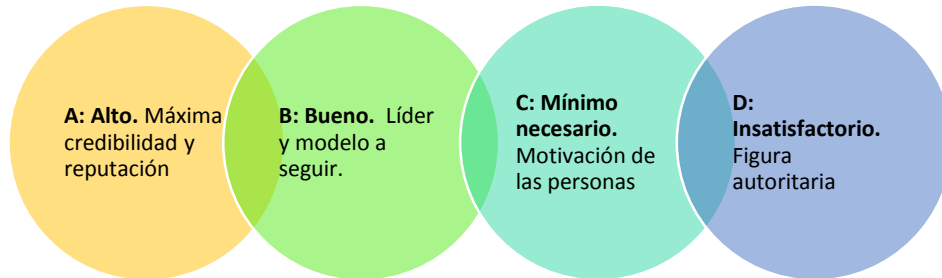 A: Alto. Máxima
credibilidad y
reputación
B: Bueno. Líder
y modelo a
seguir.
C: Mínimo
necesario.
Motivación de
las personas
D:
Insatisfactorio.
Figura
autoritaria